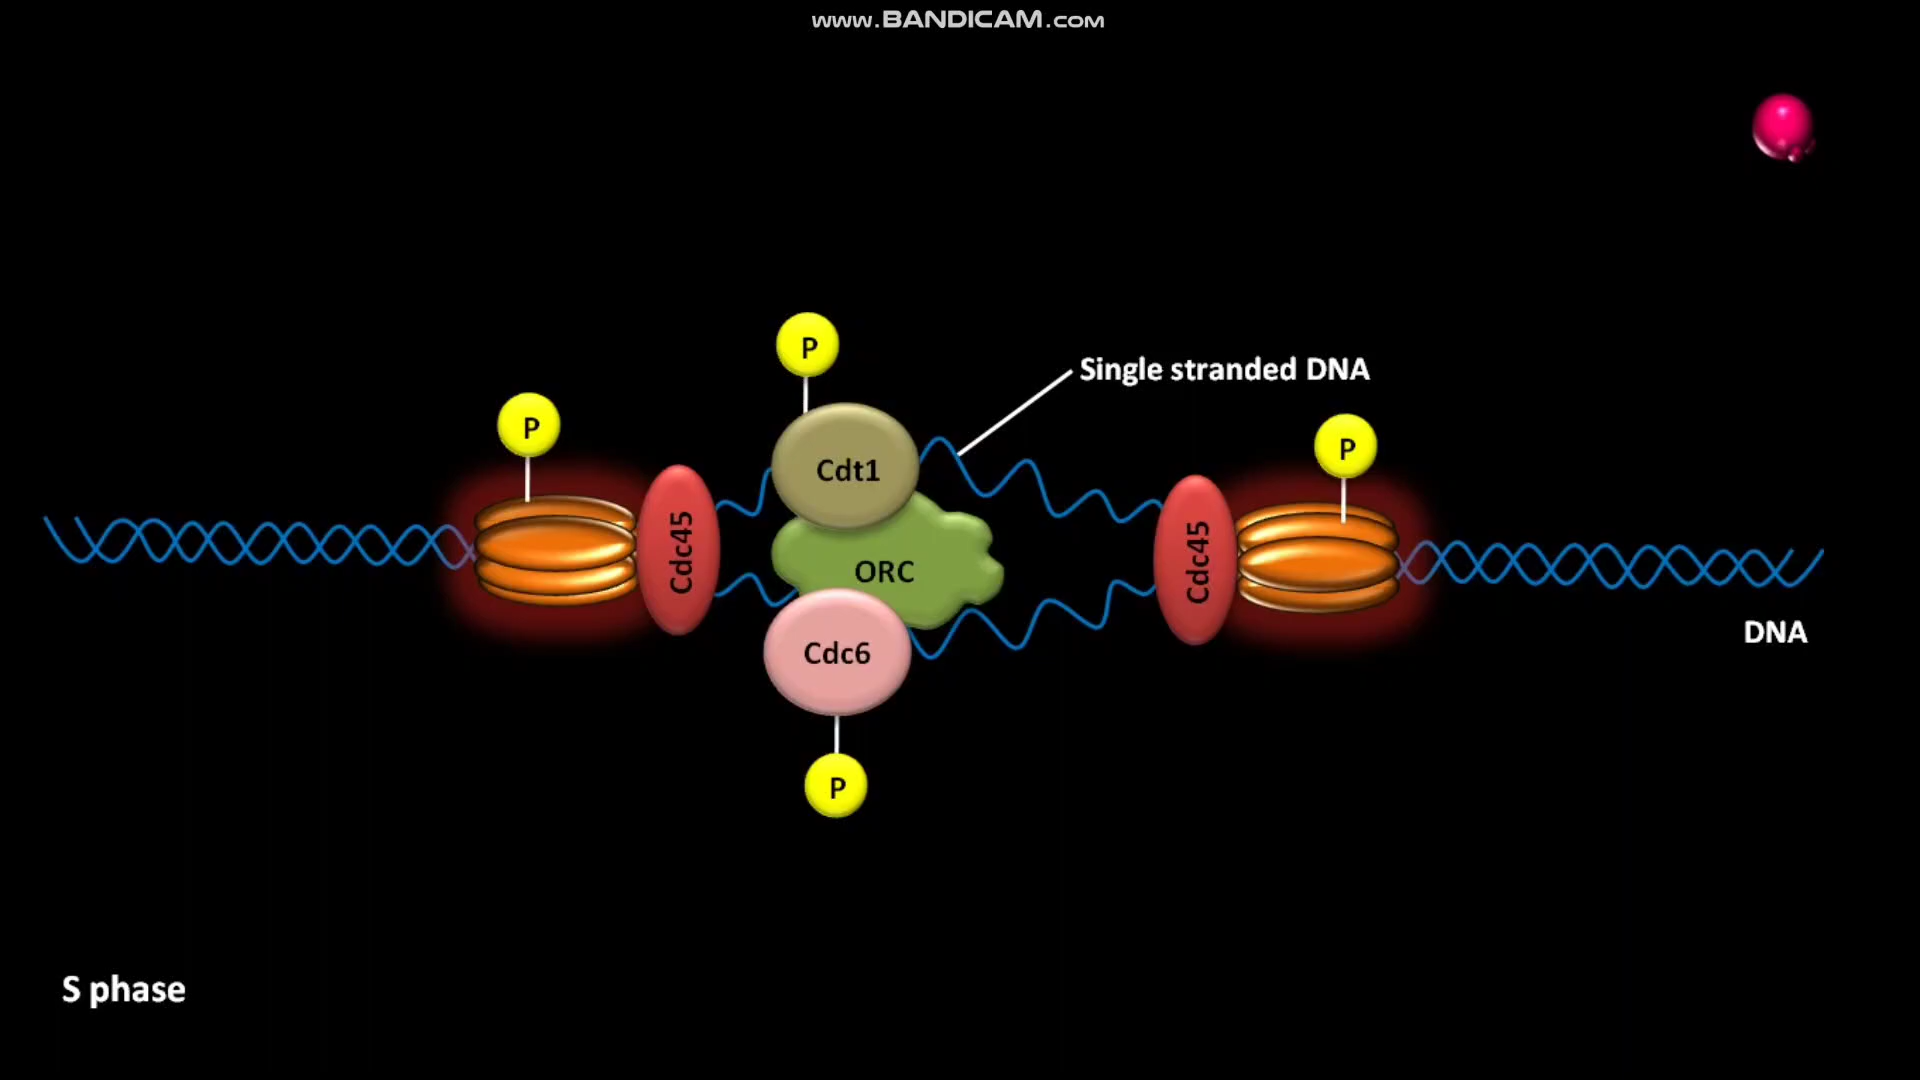 www.BANDICAM.com
P
Single stranded DNA
P
P
Cdt1
Cdc45
Cdc45
ORC
DNA
Cdc6
P
S phase